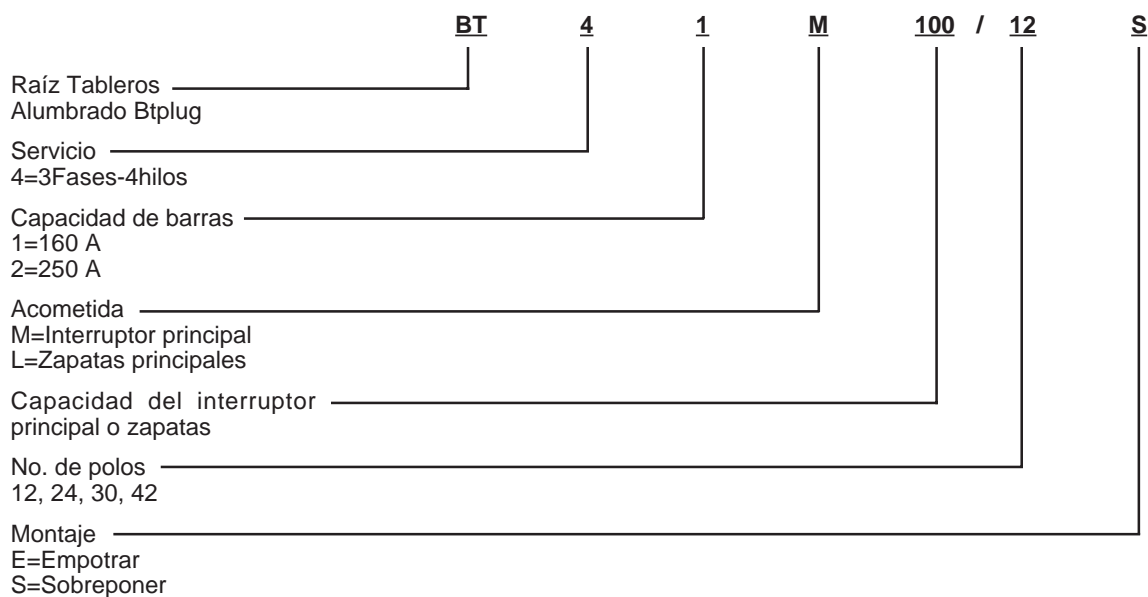 BT 4 1 M 100 / 12 S
Raíz Tableros
Alumbrado Btplug
Servicio
4=3Fases-4hilos
Capacidad de barras
1=160 A
2=250 A
Acometida
M=Interruptor principal
L=Zapatas principales
Capacidad del interruptor
principal o zapatas
No. de polos
12, 24, 30, 42
Montaje
E=Empotrar
S=Sobreponer